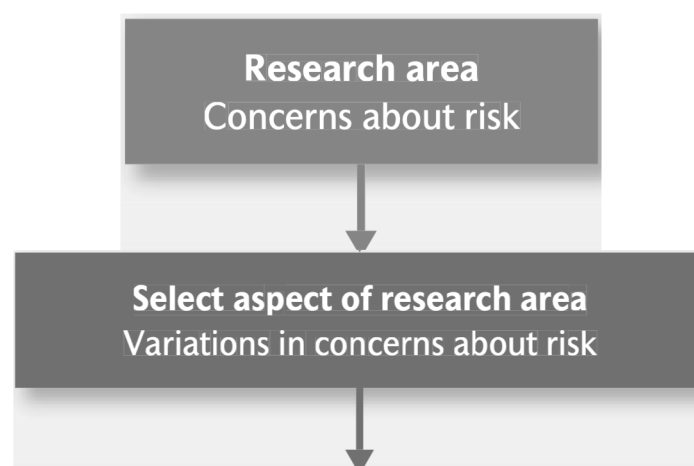 Research area
Concerns about risk
Select aspect of research area
Variations in concerns about risk